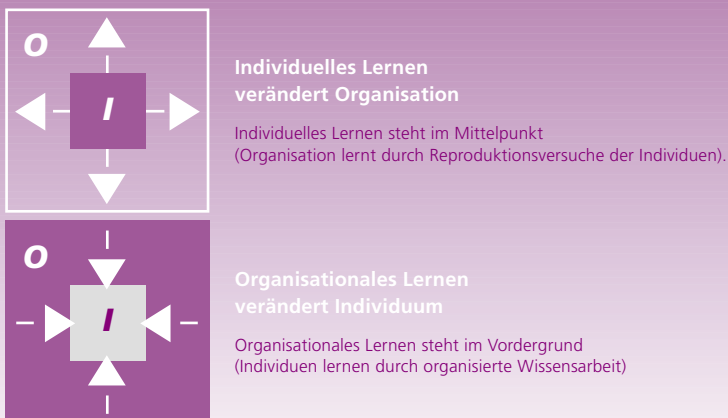 O
I
Individuelles Lernen
verändert Organisation
Individuelles Lernen steht im Mittelpunkt
(Organisation lernt durch Reproduktionsversuche der Individuen).
O
I
Organisationales Lernen
verändert Individuum
Organisationales Lernen steht im Vordergrund
(Individuen lernen durch organisierte Wissensarbeit)